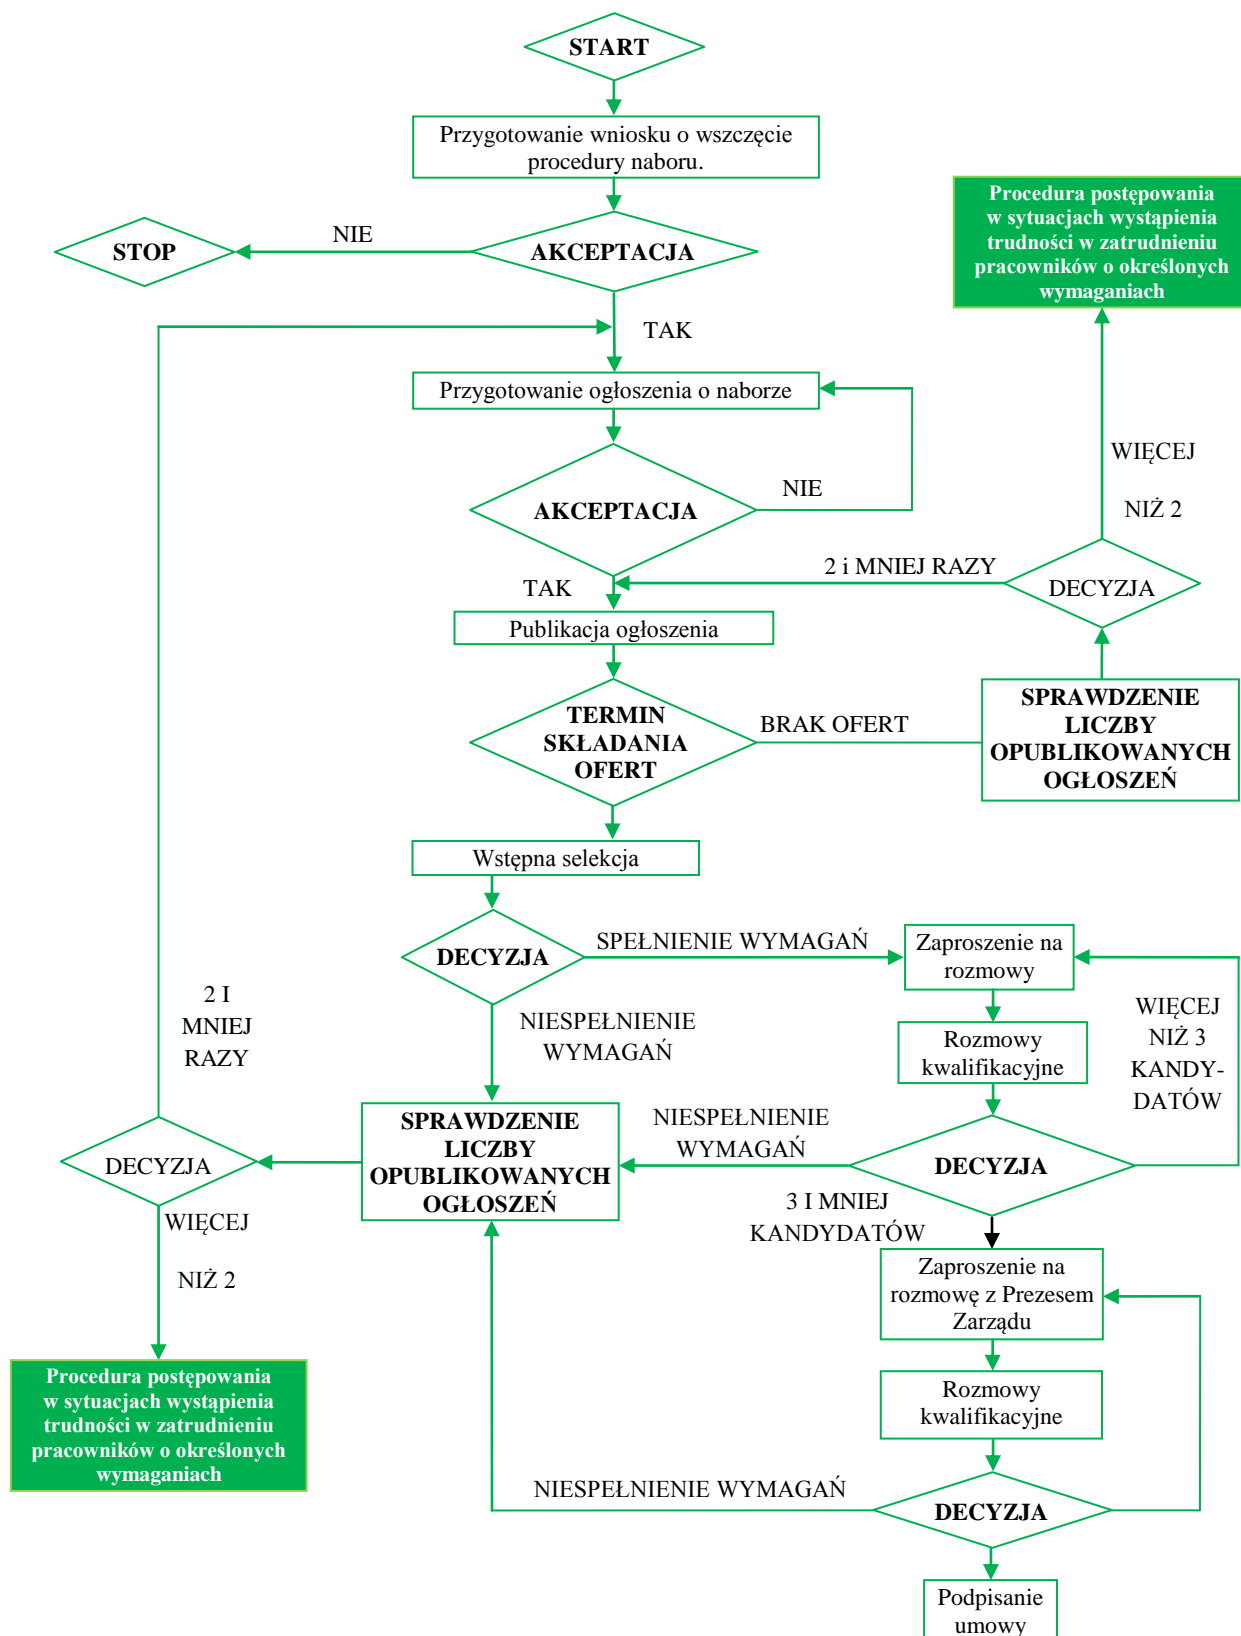 START
Przygotowanie wniosku o wszczęcie
procedury naboru.
Procedura postępowania
w sytuacjach wystąpienia
trudności w zatrudnieniu
pracowników o określonych
wymaganiach
NIE
STOP
AKCEPTACJA
TAK
Przygotowanie ogłoszenia o naborze
WIĘCEJ
NIŻ 2
NIE
AKCEPTACJA
2 i MNIEJ RAZY
DECYZJA
TAK
Publikacja ogłoszenia
TERMIN
SKŁADANIA
OFERT
BRAK OFERT
SPRAWDZENIE
LICZBY
OPUBLIKOWANYCH
OGŁOSZEŃ
Wstępna selekcja
DECYZJA
SPEŁNIENIE WYMAGAŃ
Zaproszenie na
rozmowy
2 I
MNIEJ
RAZY
NIESPEŁNIENIE
WYMAGAŃ
WIĘCEJ
NIŻ 3
KANDY-
DATÓW
Rozmowy
kwalifikacyjne
SPRAWDZENIE
LICZBY
OPUBLIKOWANYCH
OGŁOSZEŃ
NIESPEŁNIENIE
WYMAGAŃ
DECYZJA
DECYZJA
3 I MNIEJ
KANDYDATÓW
WIĘCEJ
NIŻ 2
Zaproszenie na
rozmowę z Prezesem
Zarządu
Procedura postępowania
w sytuacjach wystąpienia
trudności w zatrudnieniu
pracowników o określonych
wymaganiach
Rozmowy
kwalifikacyjne
NIESPEŁNIENIE WYMAGAŃ
DECYZJA
Podpisanie
umowy